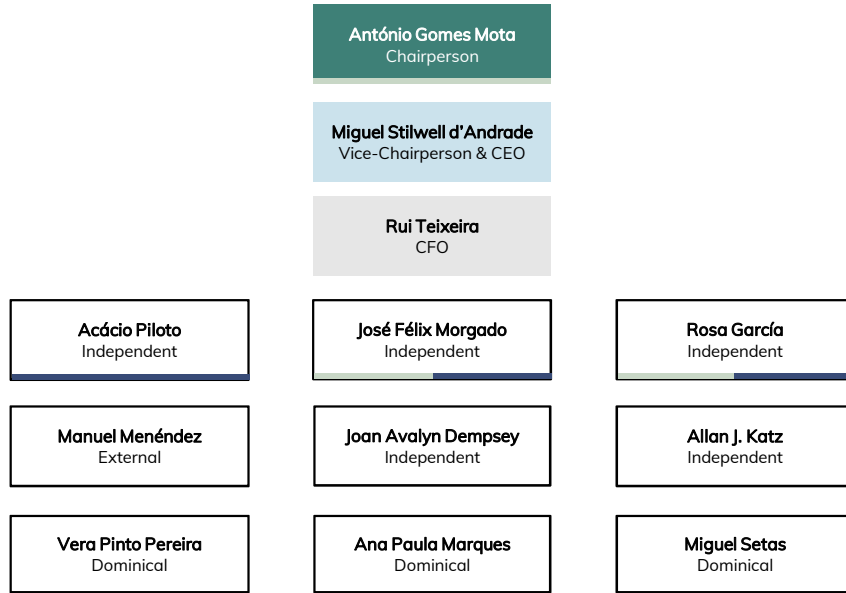 António Gomes Mota
Chairperson
Miguel Stilwell d'Andrade
Vice-Chairperson & CEO
Rui Teixeira
CFO
Acácio Piloto
Independent
José Félix Morgado
Independent
Rosa García
Independent
Manuel Menéndez
External
Joan Avalyn Dempsey
Independent
Allan J. Katz
Independent
Vera Pinto Pereira
Dominical
Ana Paula Marques
Dominical
Miguel Setas
Dominical